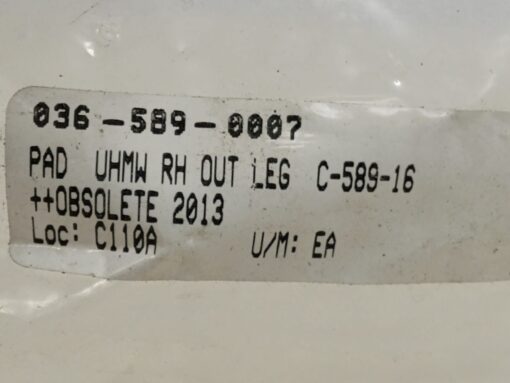 036-589-0007
PAD UHMW RH OUT LEG C-589-16
++OBSOLETE 2013
Loc: C110A U/M: EA